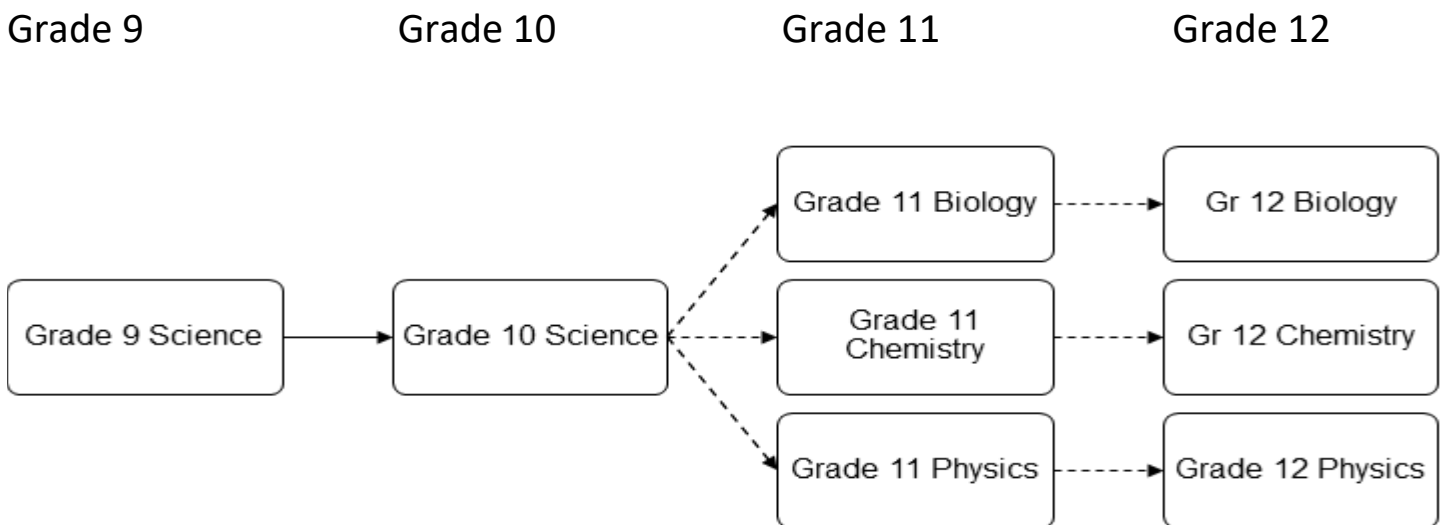 Grade 9
Grade 10
Grade 11
Grade 12
Grade 11 Biology
Gr 12 Biology
Grade 9 Science
Grade 10 Science
Grade 11
Chemistry
Gr 12 Chemistry
Grade 11 Physics
Grade 12 Physics